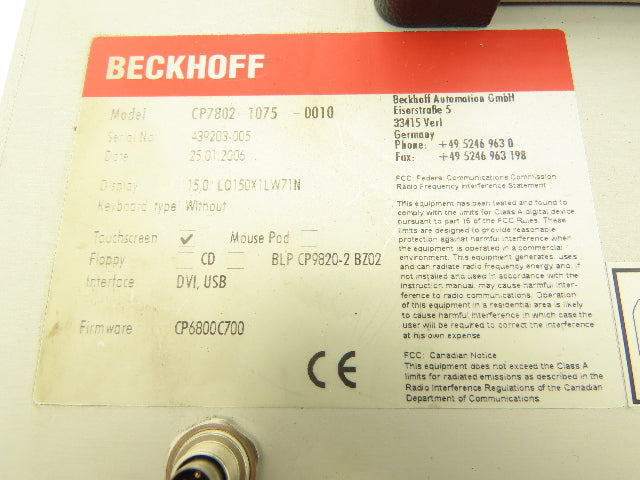 BECKHOFF
Model CP7802 1075 -0010
Serial No 439203-005
Date 25.01.2006
Display 15,0" LQ150X1LW71N
Keyboard type Without
Touchscreen ✓ Mouse Pad
Floppy CD BLP CP9820-2 BZ02
Interface DVI, USB
Firmware CP6800C700
CE
Beckhoff Automation GmbH
Eiserstraße 5
33415 Verl
Germany
Phone: +49 5246 963 0
Fax: +49 5246 963 198
FCC: Federal Communications Commission
Radio Frequency Interference Statement
This equipment has been tested and found to
comply with the limits for Class A digital device,
pursuant to part 15 of the FCC Rules. These
limits are designed to provide reasonable
protection against harmful interference when
the equipment is operated in a commercial
environment. This equipment generates, uses
and can radiate radio frequency energy and, if
not installed and used in accordance with the
instruction manual, may cause harmful inter-
ference to radio communications. Operation
of this equipment in a residential area is likely
to cause harmful interference in which case the
user will be required to correct the interference
at his own expense.
FCC: Canadian Notice
This equipment does not exceed the Class A
limits for radiated emissions as described in the
Radio Interference Regulations of the Canadian
Department of Communications.